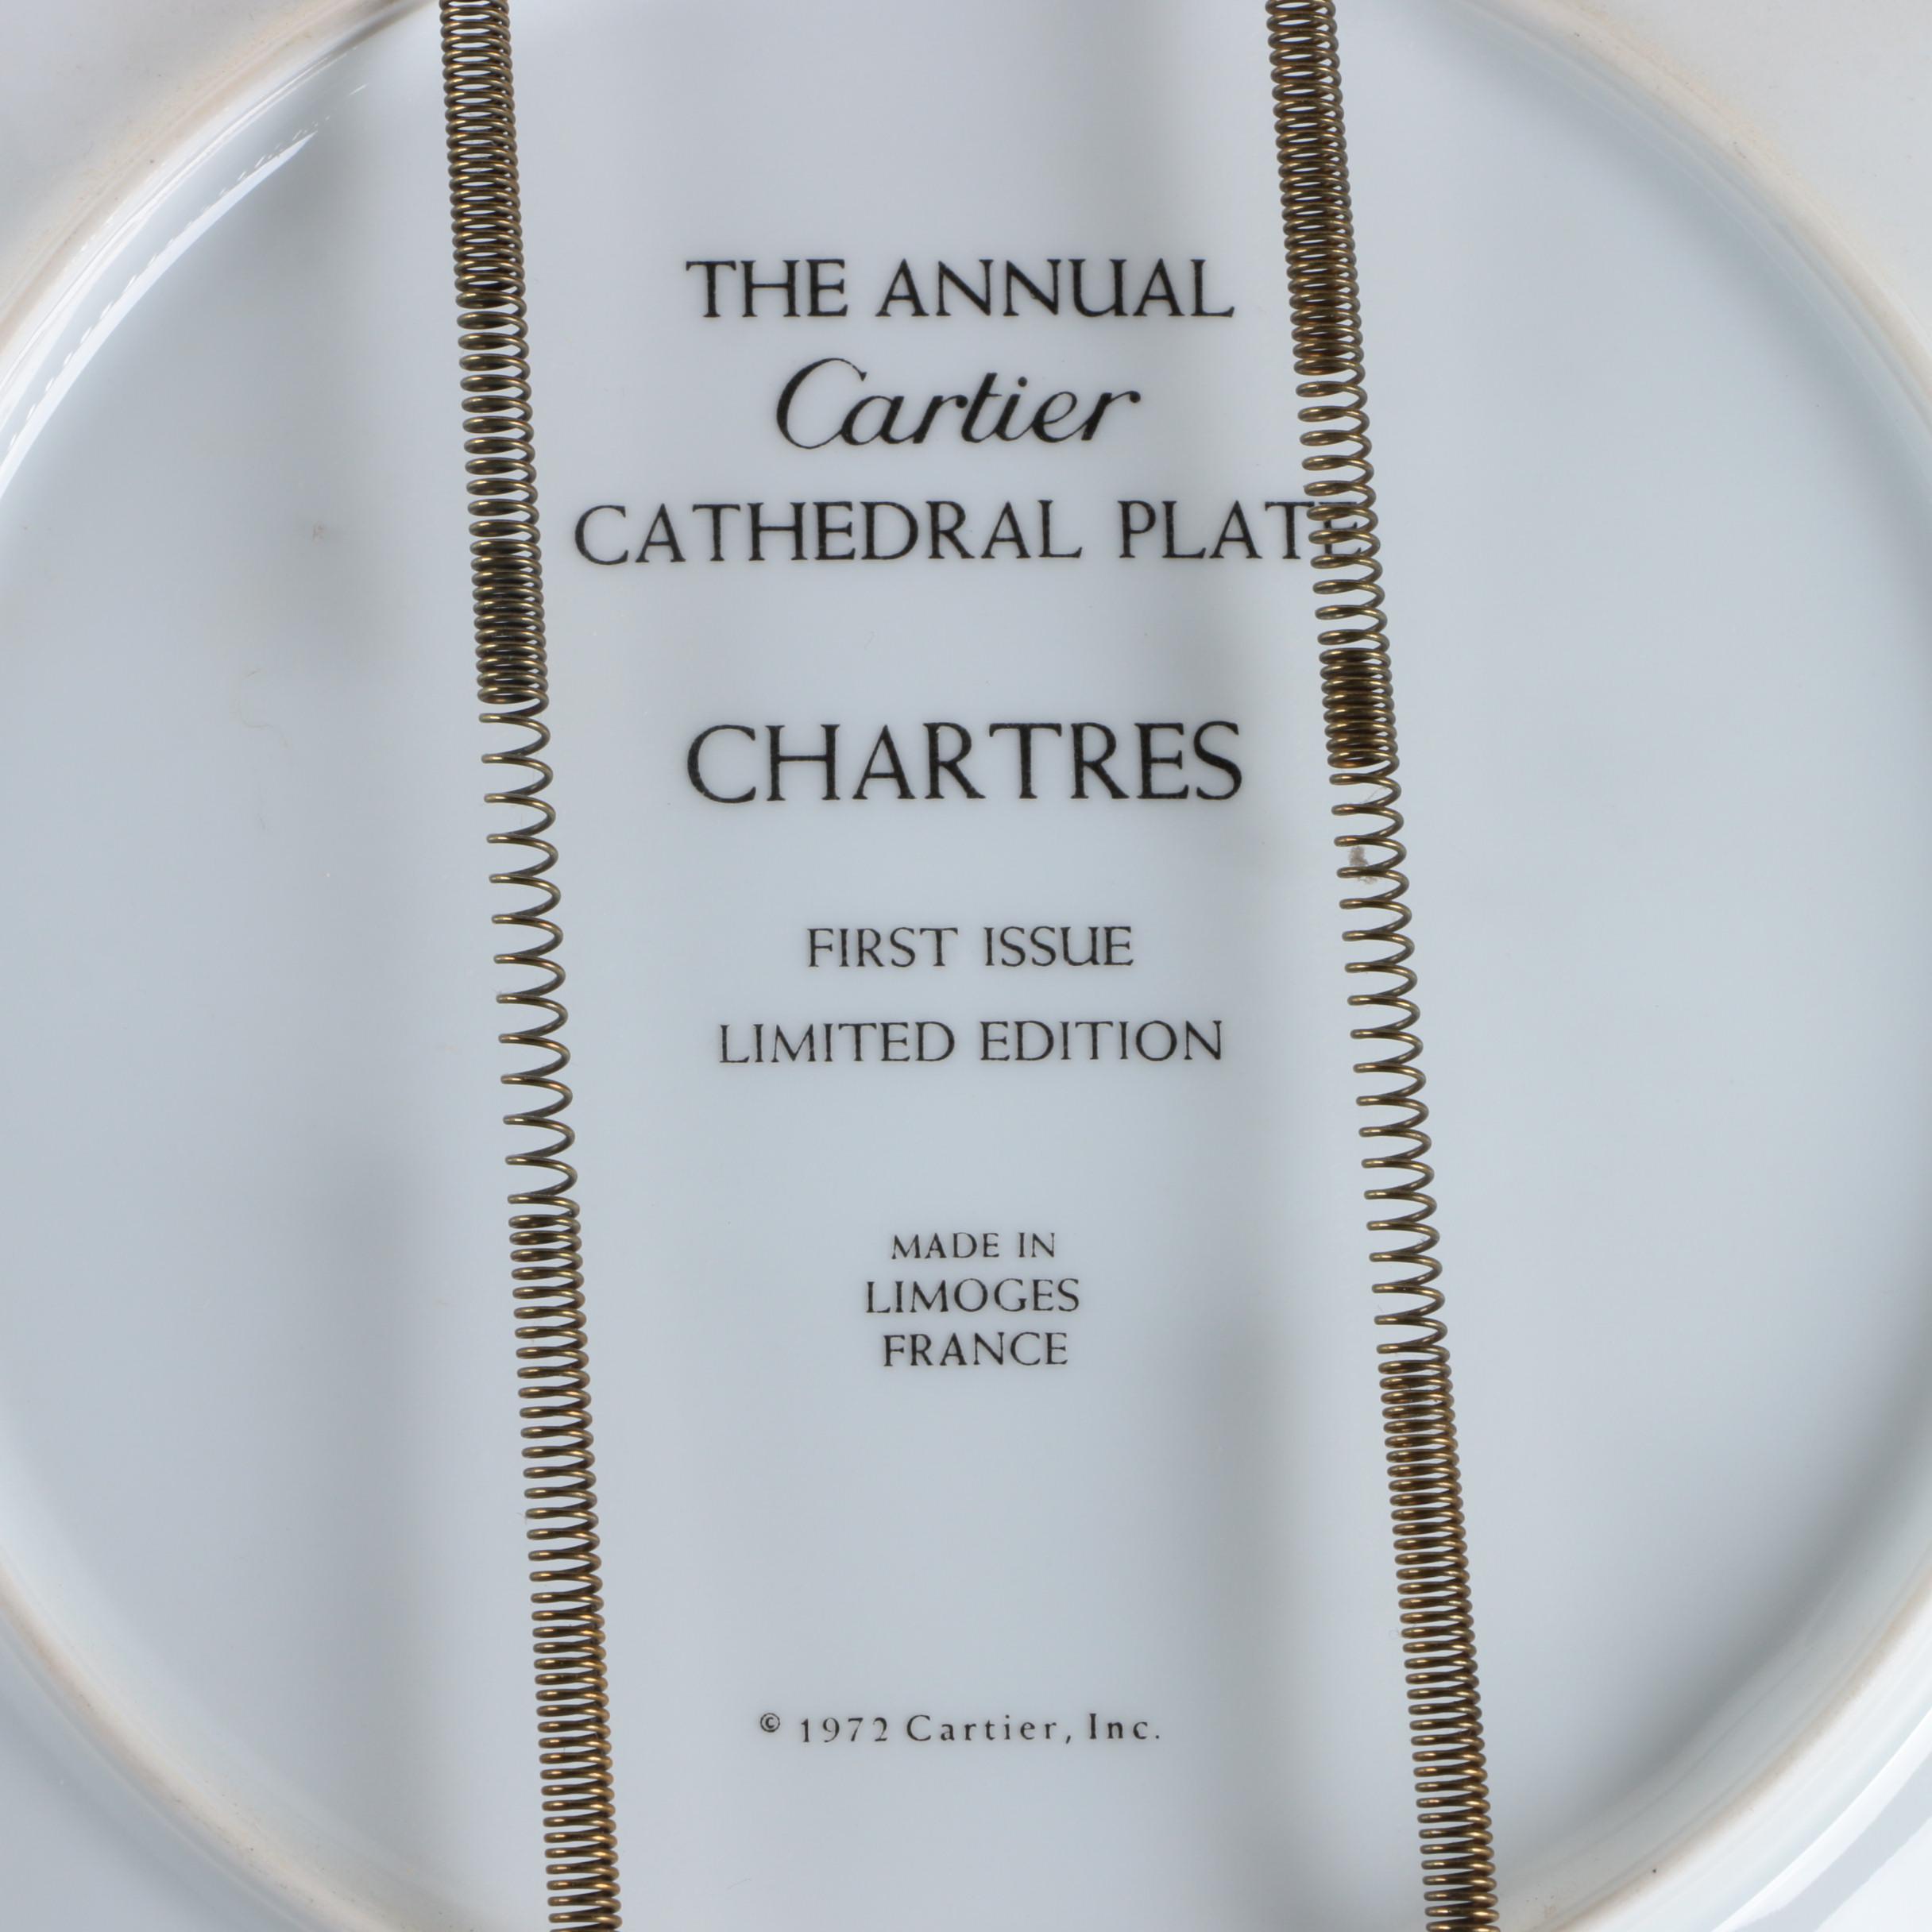 THE ANNUAL
Cartier
CATHEDRAL PLATE
CHARTRES
FIRST ISSUE
LIMITED EDITION
MADE IN
LIMOGES
FRANCE
© 1972 Cartier, Inc.